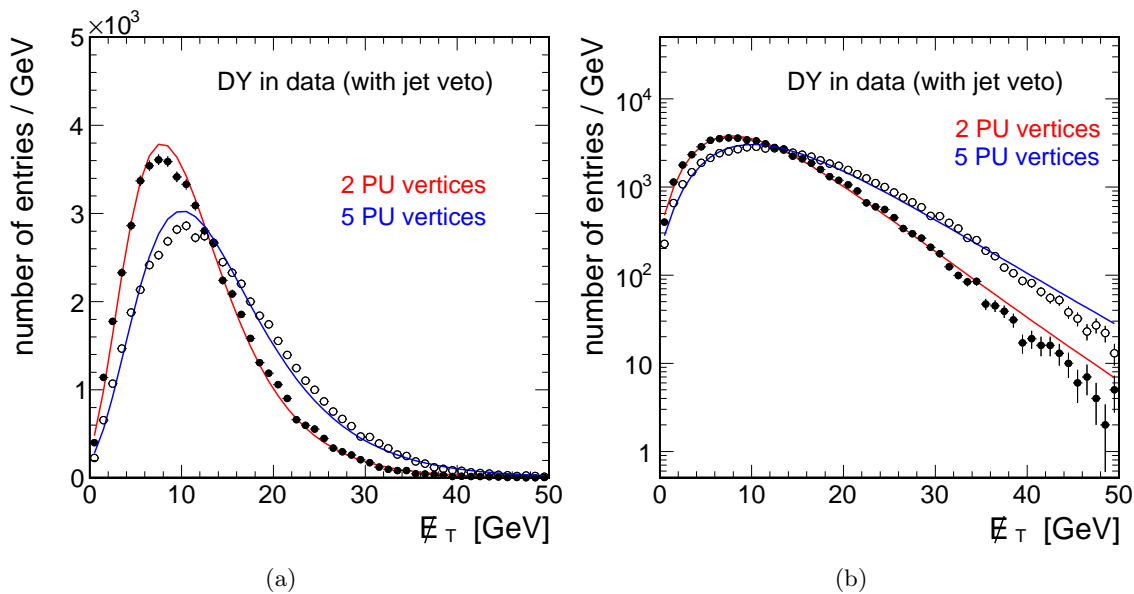 ×10³
DY in data (with jet veto)
2 PU vertices
5 PU vertices
number of entries / GeV
5
4
3
2
1
0
0 10 20 30 40 50
E̸ T [GeV]
(a)
DY in data (with jet veto)
2 PU vertices
5 PU vertices
number of entries / GeV
10⁴
10³
10²
10
1
0 10 20 30 40 50
E̸ T [GeV]
(b)